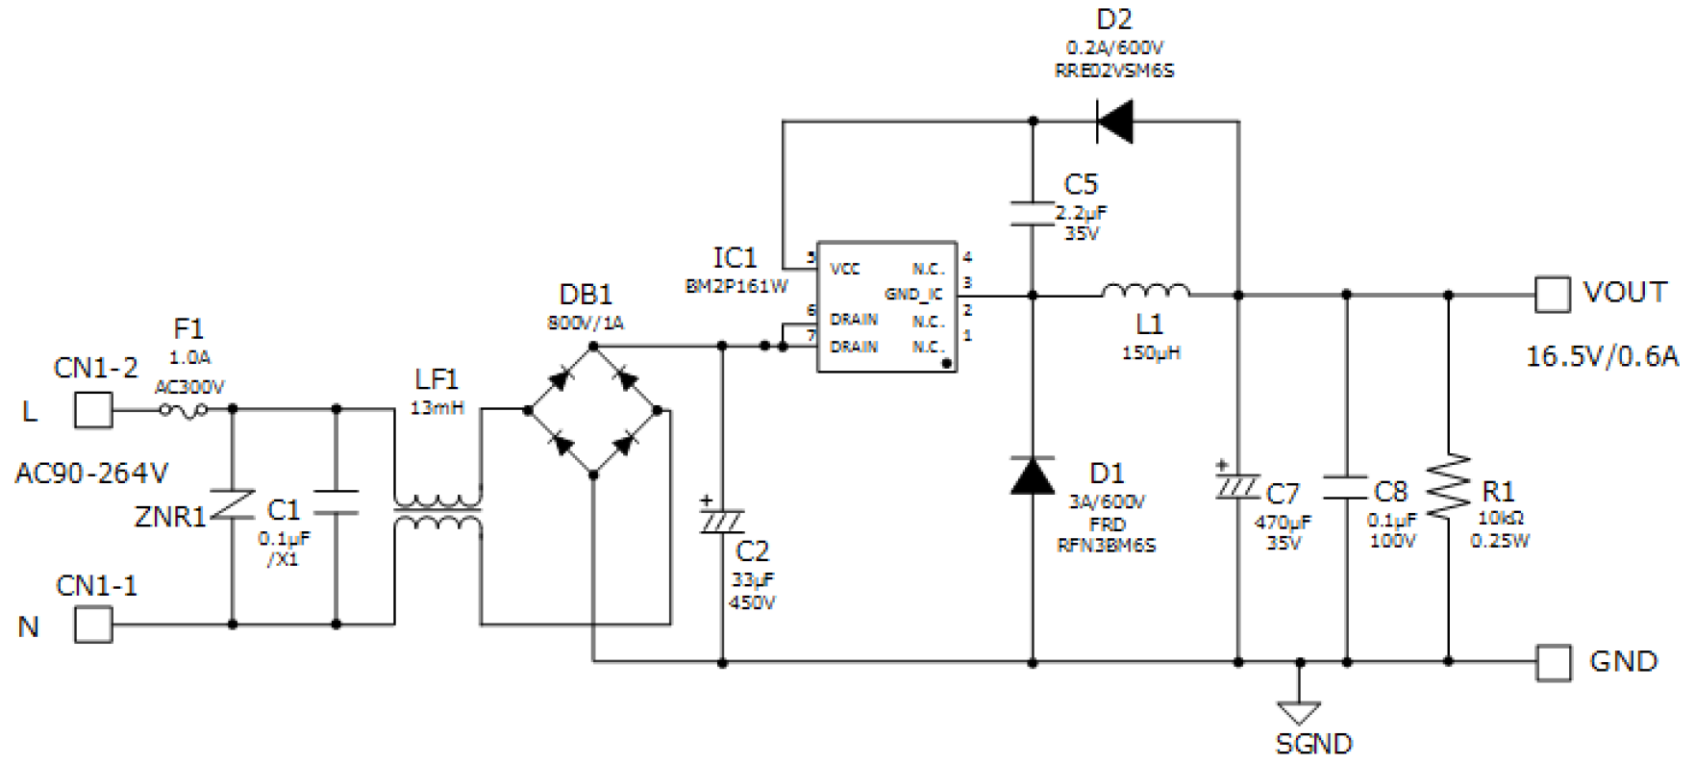 D2
0.2A/600V
RRE02VSM6S
C5
2.2µF
35V
IC1
BM2P161W
5
VCC
N.C.
4
GND_IC
3
6
DRAIN
N.C.
2
7
DRAIN
N.C.
1
L1
150µH
VOUT
16.5V/0.6A
DB1
800V/1A
F1
1.0A
AC300V
CN1-2
L
LF1
13mH
AC90-264V
ZNR1
C1
0.1µF
/X1
CN1-1
N
+
C2
33µF
450V
D1
3A/600V
FRD
RFN3BM6S
+
C7
470µF
35V
C8
0.1µF
100V
R1
10kΩ
0.25W
GND
SGND